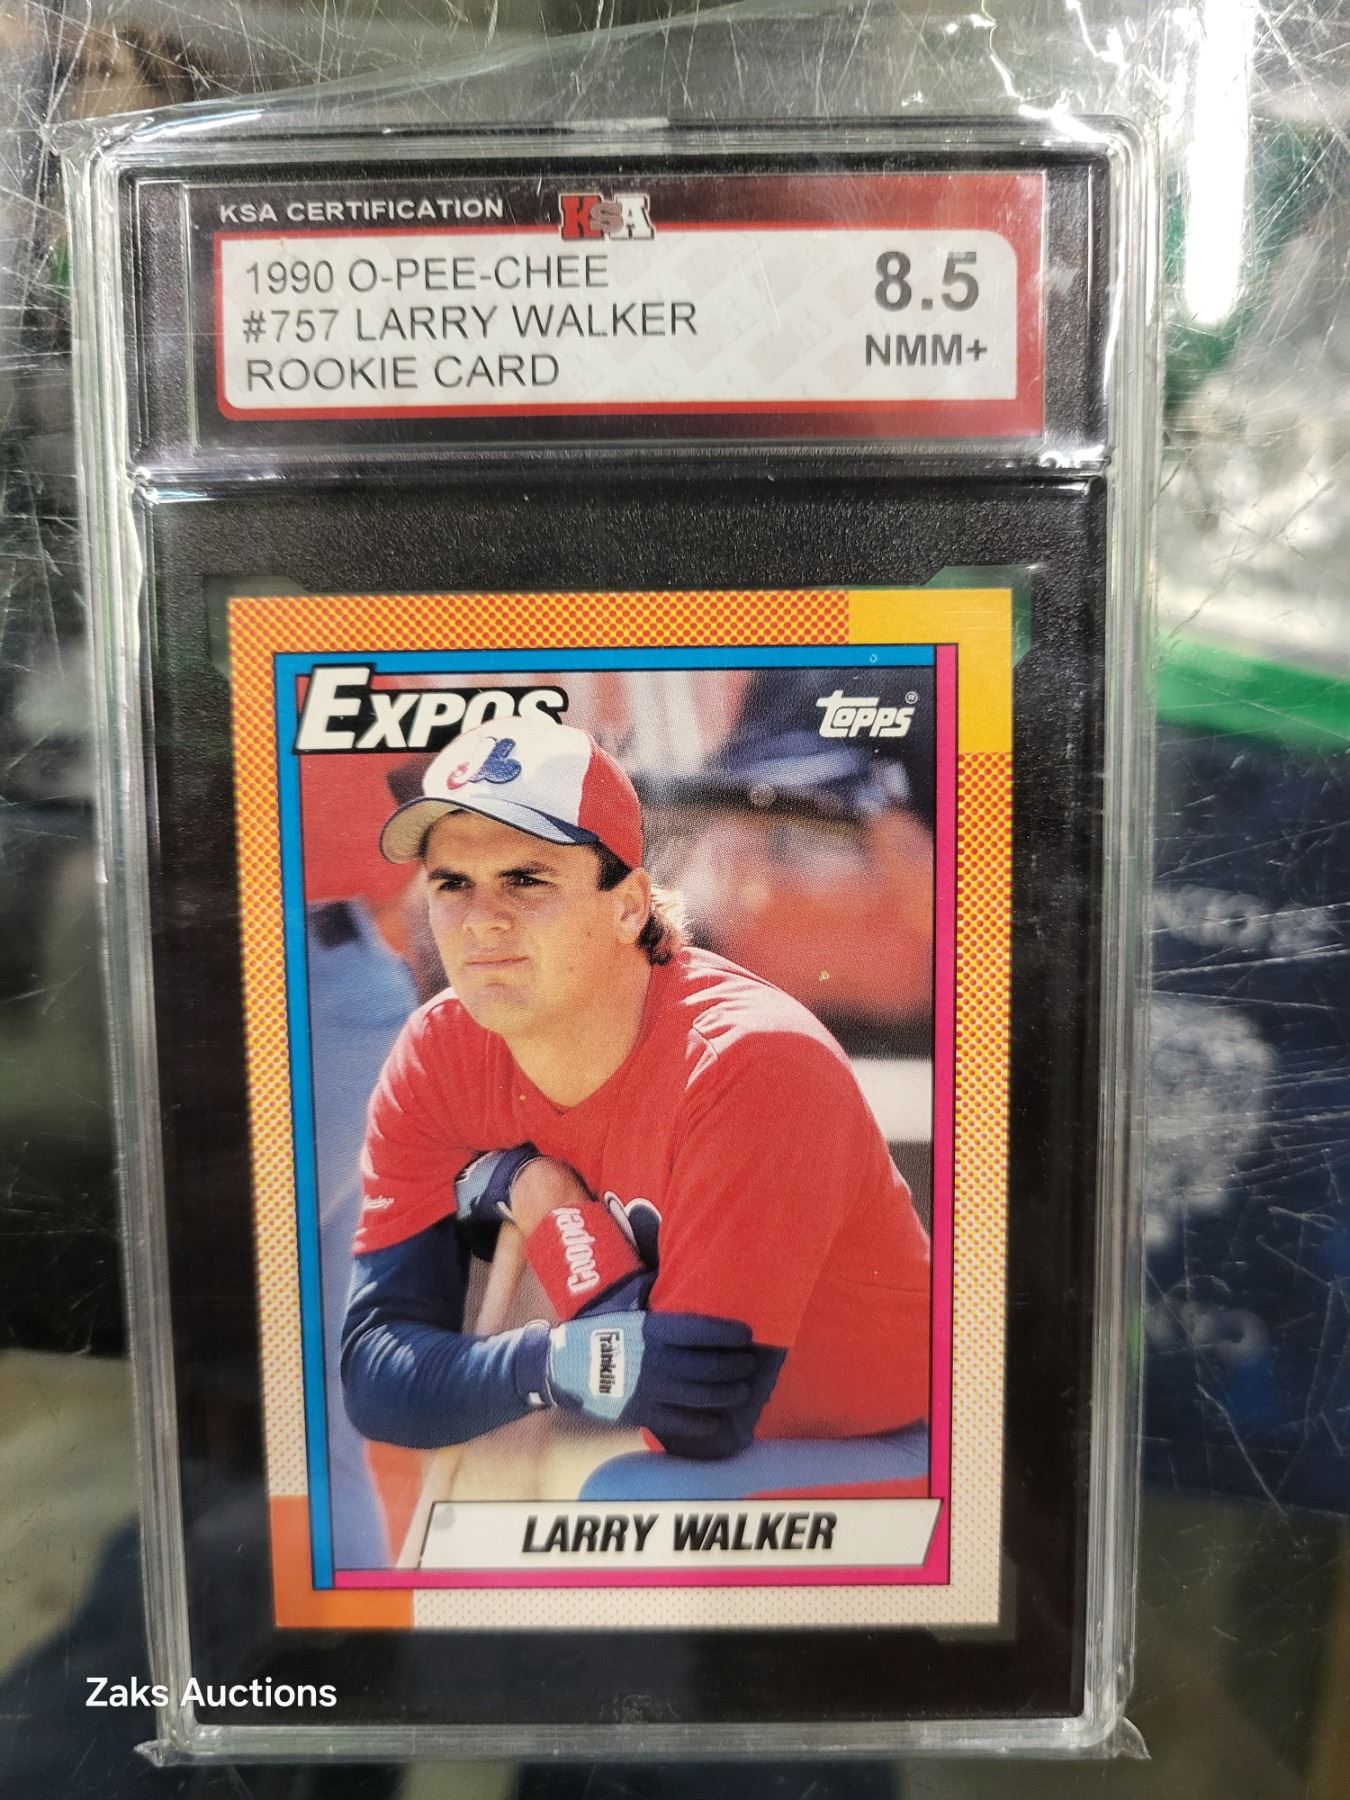 KSA CERTIFICATION
KSA
1990 O-PEE-CHEE
#757 LARRY WALKER
ROOKIE CARD
8.5
NMM+
EXPOS
topps®
Cooper
Franklin
LARRY WALKER
Zaks Auctions